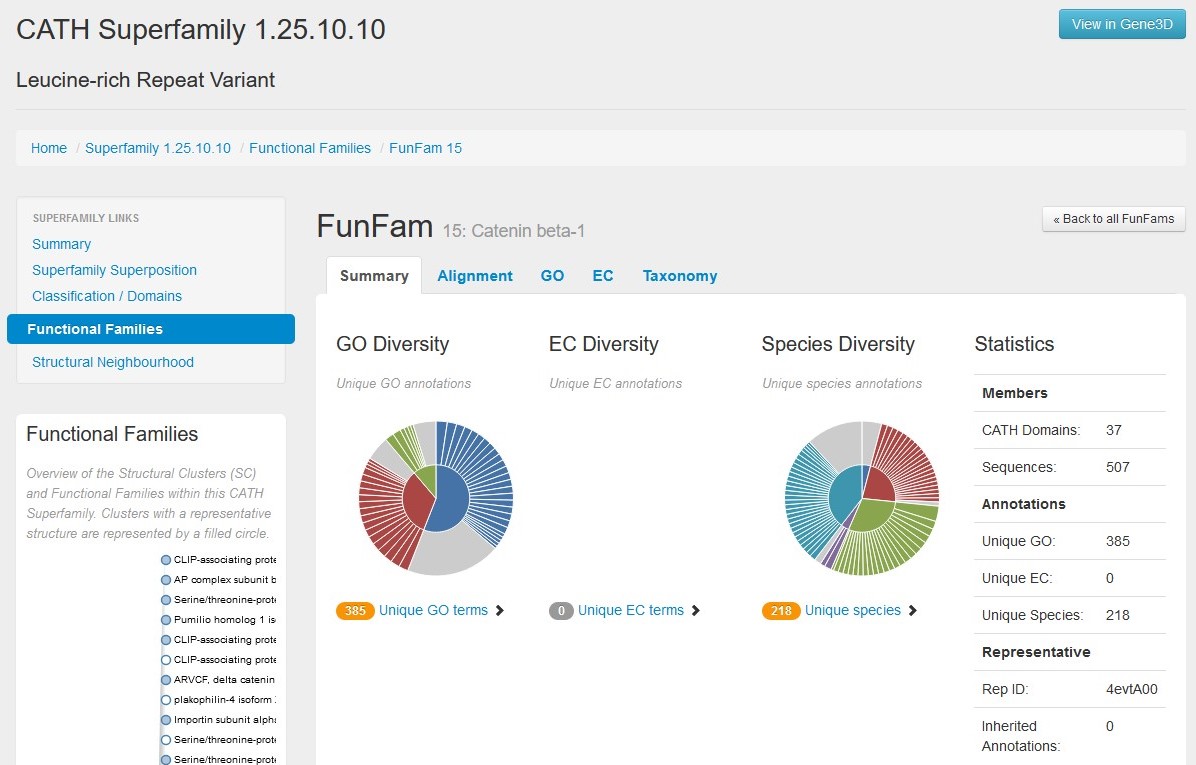 CATH Superfamily 1.25.10.10
View in Gene3D
Leucine-rich Repeat Variant
Home / Superfamily 1.25.10.10 / Functional Families / FunFam 15
SUPERFAMILY LINKS
Summary
Superfamily Superposition
Classification / Domains
Functional Families
Structural Neighbourhood
Functional Families
Overview of the Structural Clusters (SC)
and Functional Families within this CATH
Superfamily. Clusters with a representative
structure are represented by a filled circle.
CLIP-associating prote
AP complex subunit b
Serine/threonine-prote
Pumilio homolog 1 is
CLIP-associating prote
CLIP-associating prote
ARVCF, delta catenin
plakophilin-4 isoform
Importin subunit alpha
Serine/threonine-prote
Serine/threonine-prote
FunFam 15: Catenin beta-1
« Back to all FunFams
Summary Alignment GO EC Taxonomy
GO Diversity
Unique GO annotations
385 Unique GO terms
EC Diversity
Unique EC annotations
0 Unique EC terms
Species Diversity
Unique species annotations
218 Unique species
Statistics
Members
CATH Domains: 37
Sequences: 507
Annotations
Unique GO: 385
Unique EC: 0
Unique Species: 218
Representative
Rep ID: 4evtA00
Inherited 0
Annotations: